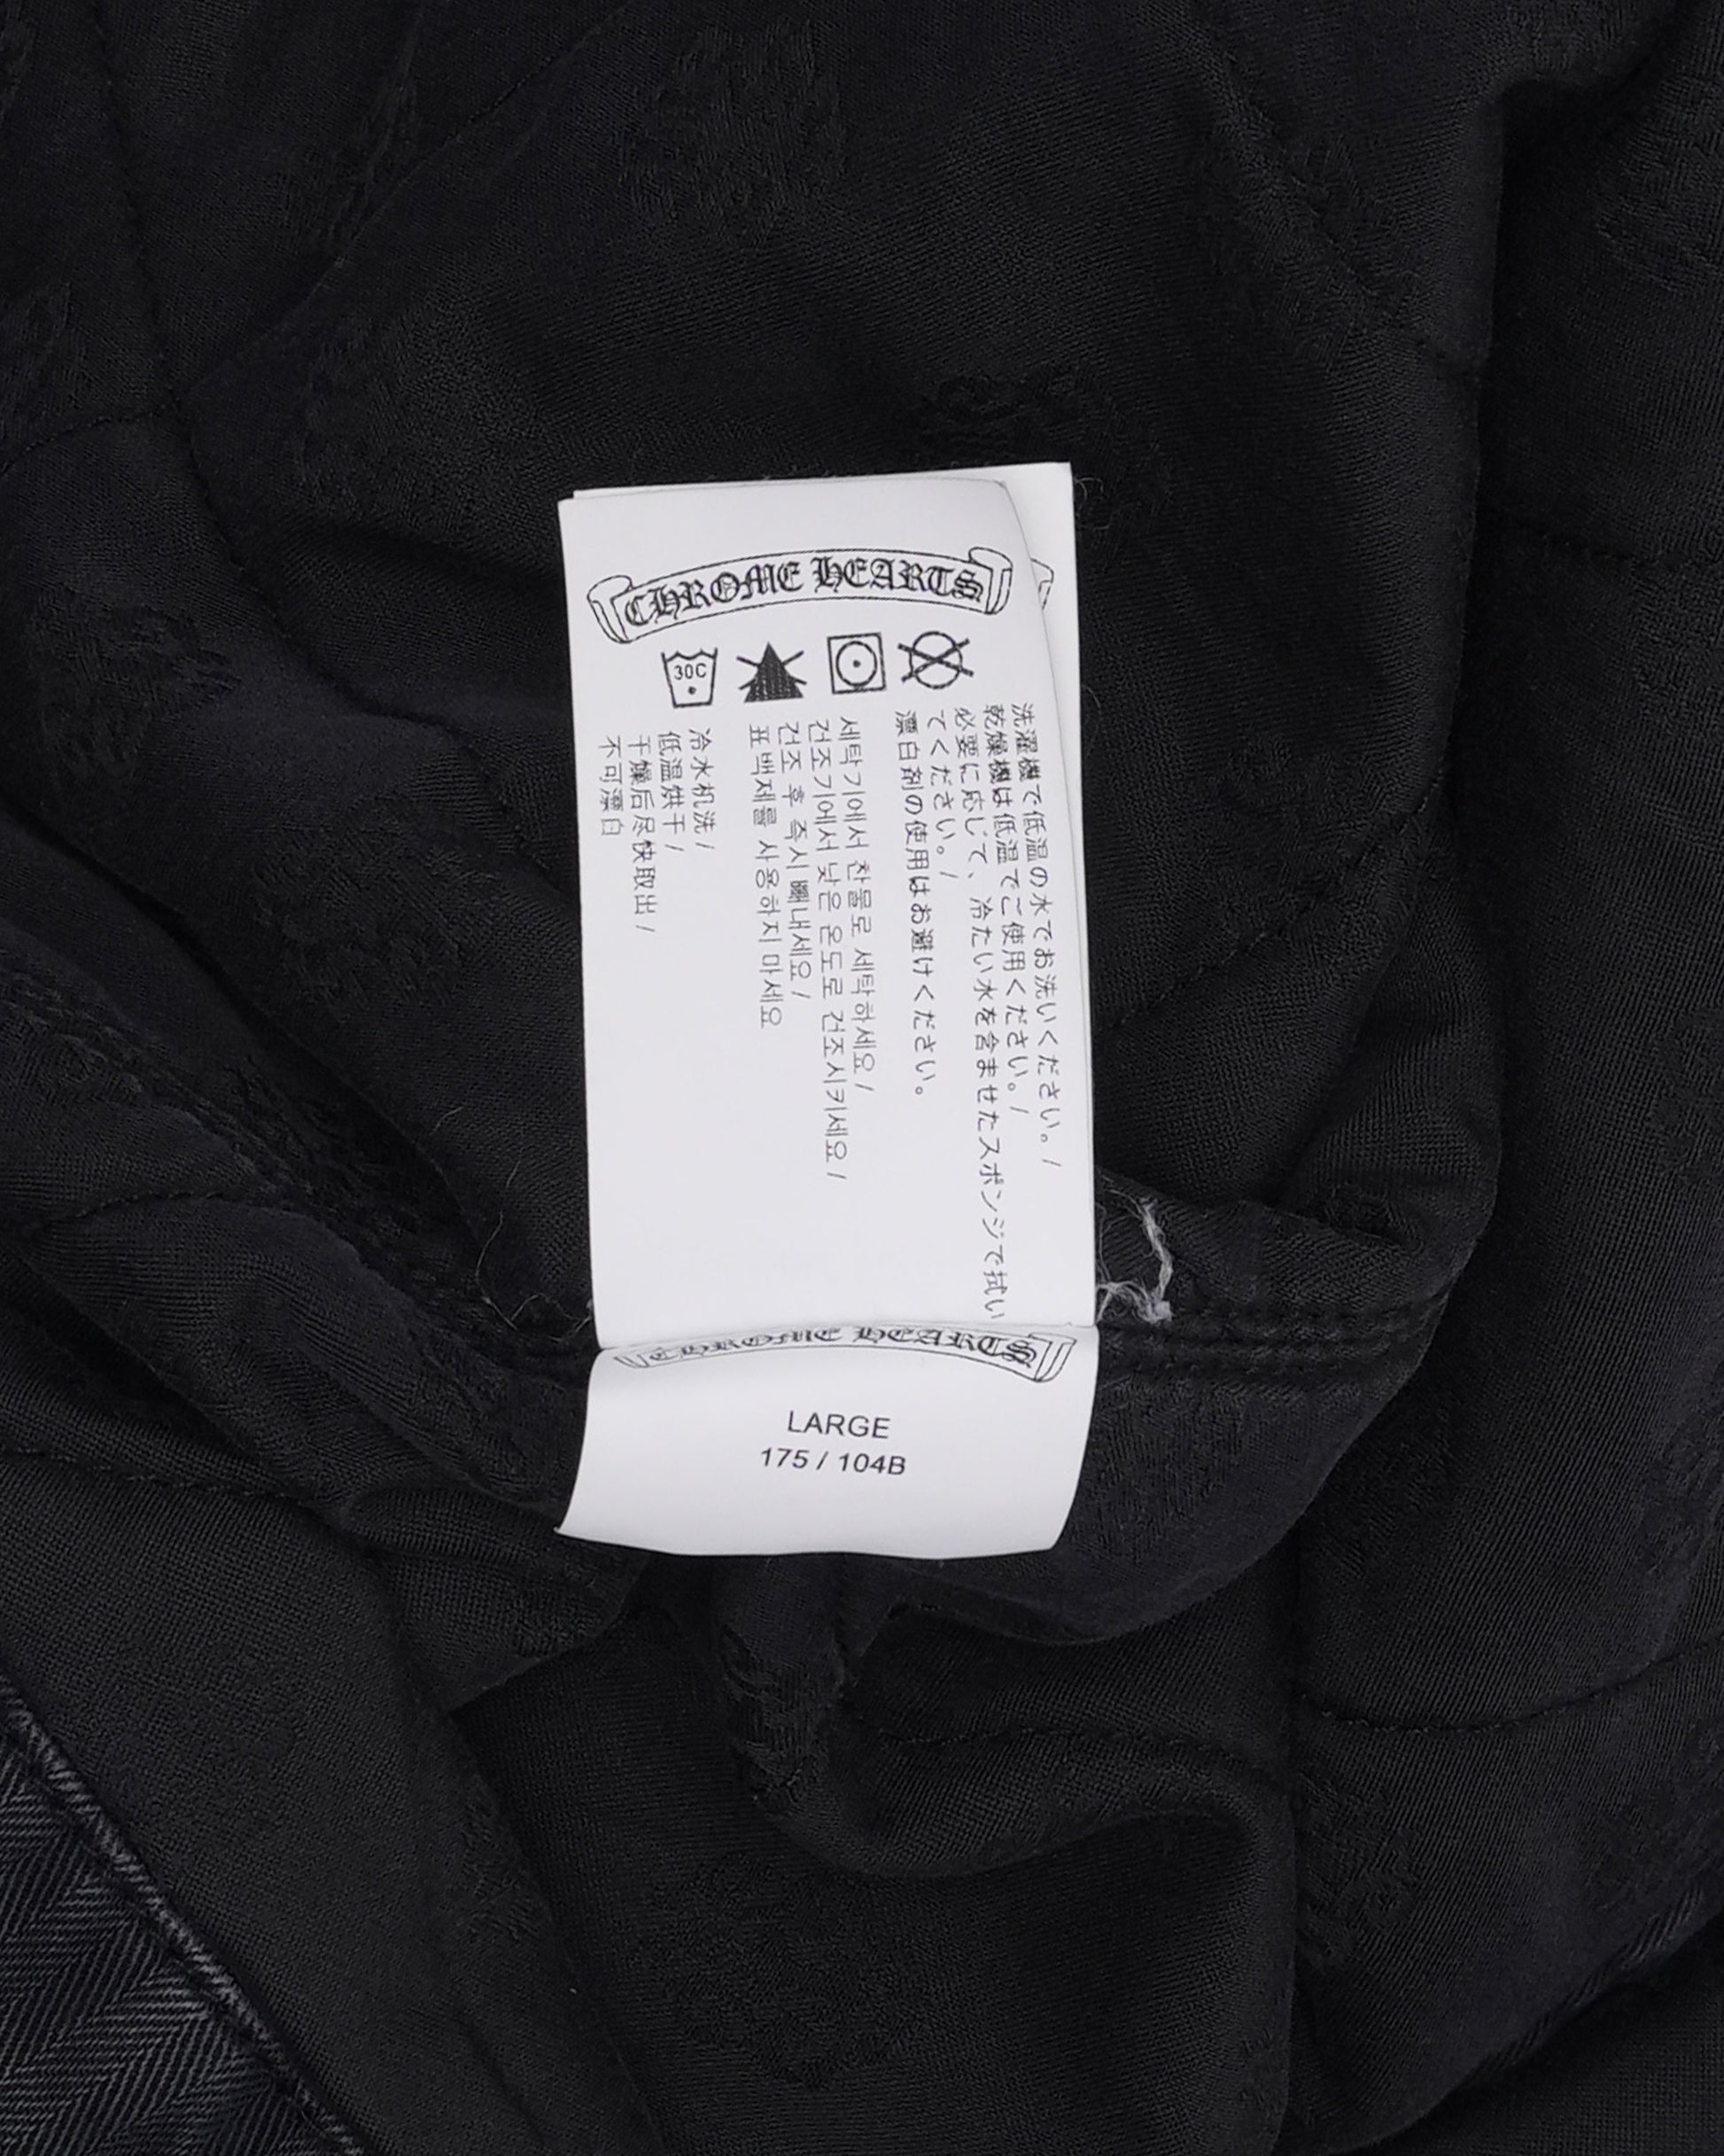 CHROME HEARTS
30C
洗濯機で低温の水でお洗いください。/
乾燥機は低温でご使用ください。/
必要に応じて、冷たい水を含ませたスポンジで拭い
てください。/
漂白剤の使用はお避けください。
세탁기에서 찬물로 세탁하세요/
건조기에서 낮은 온도로 건조시키세요/
건조 후 즉시 빼내세요/
표백제를 사용하지 마세요
冷水机洗/
低温烘干/
干燥后尽快取出/
不可漂白
CHROME HEARTS
LARGE
175 / 104B